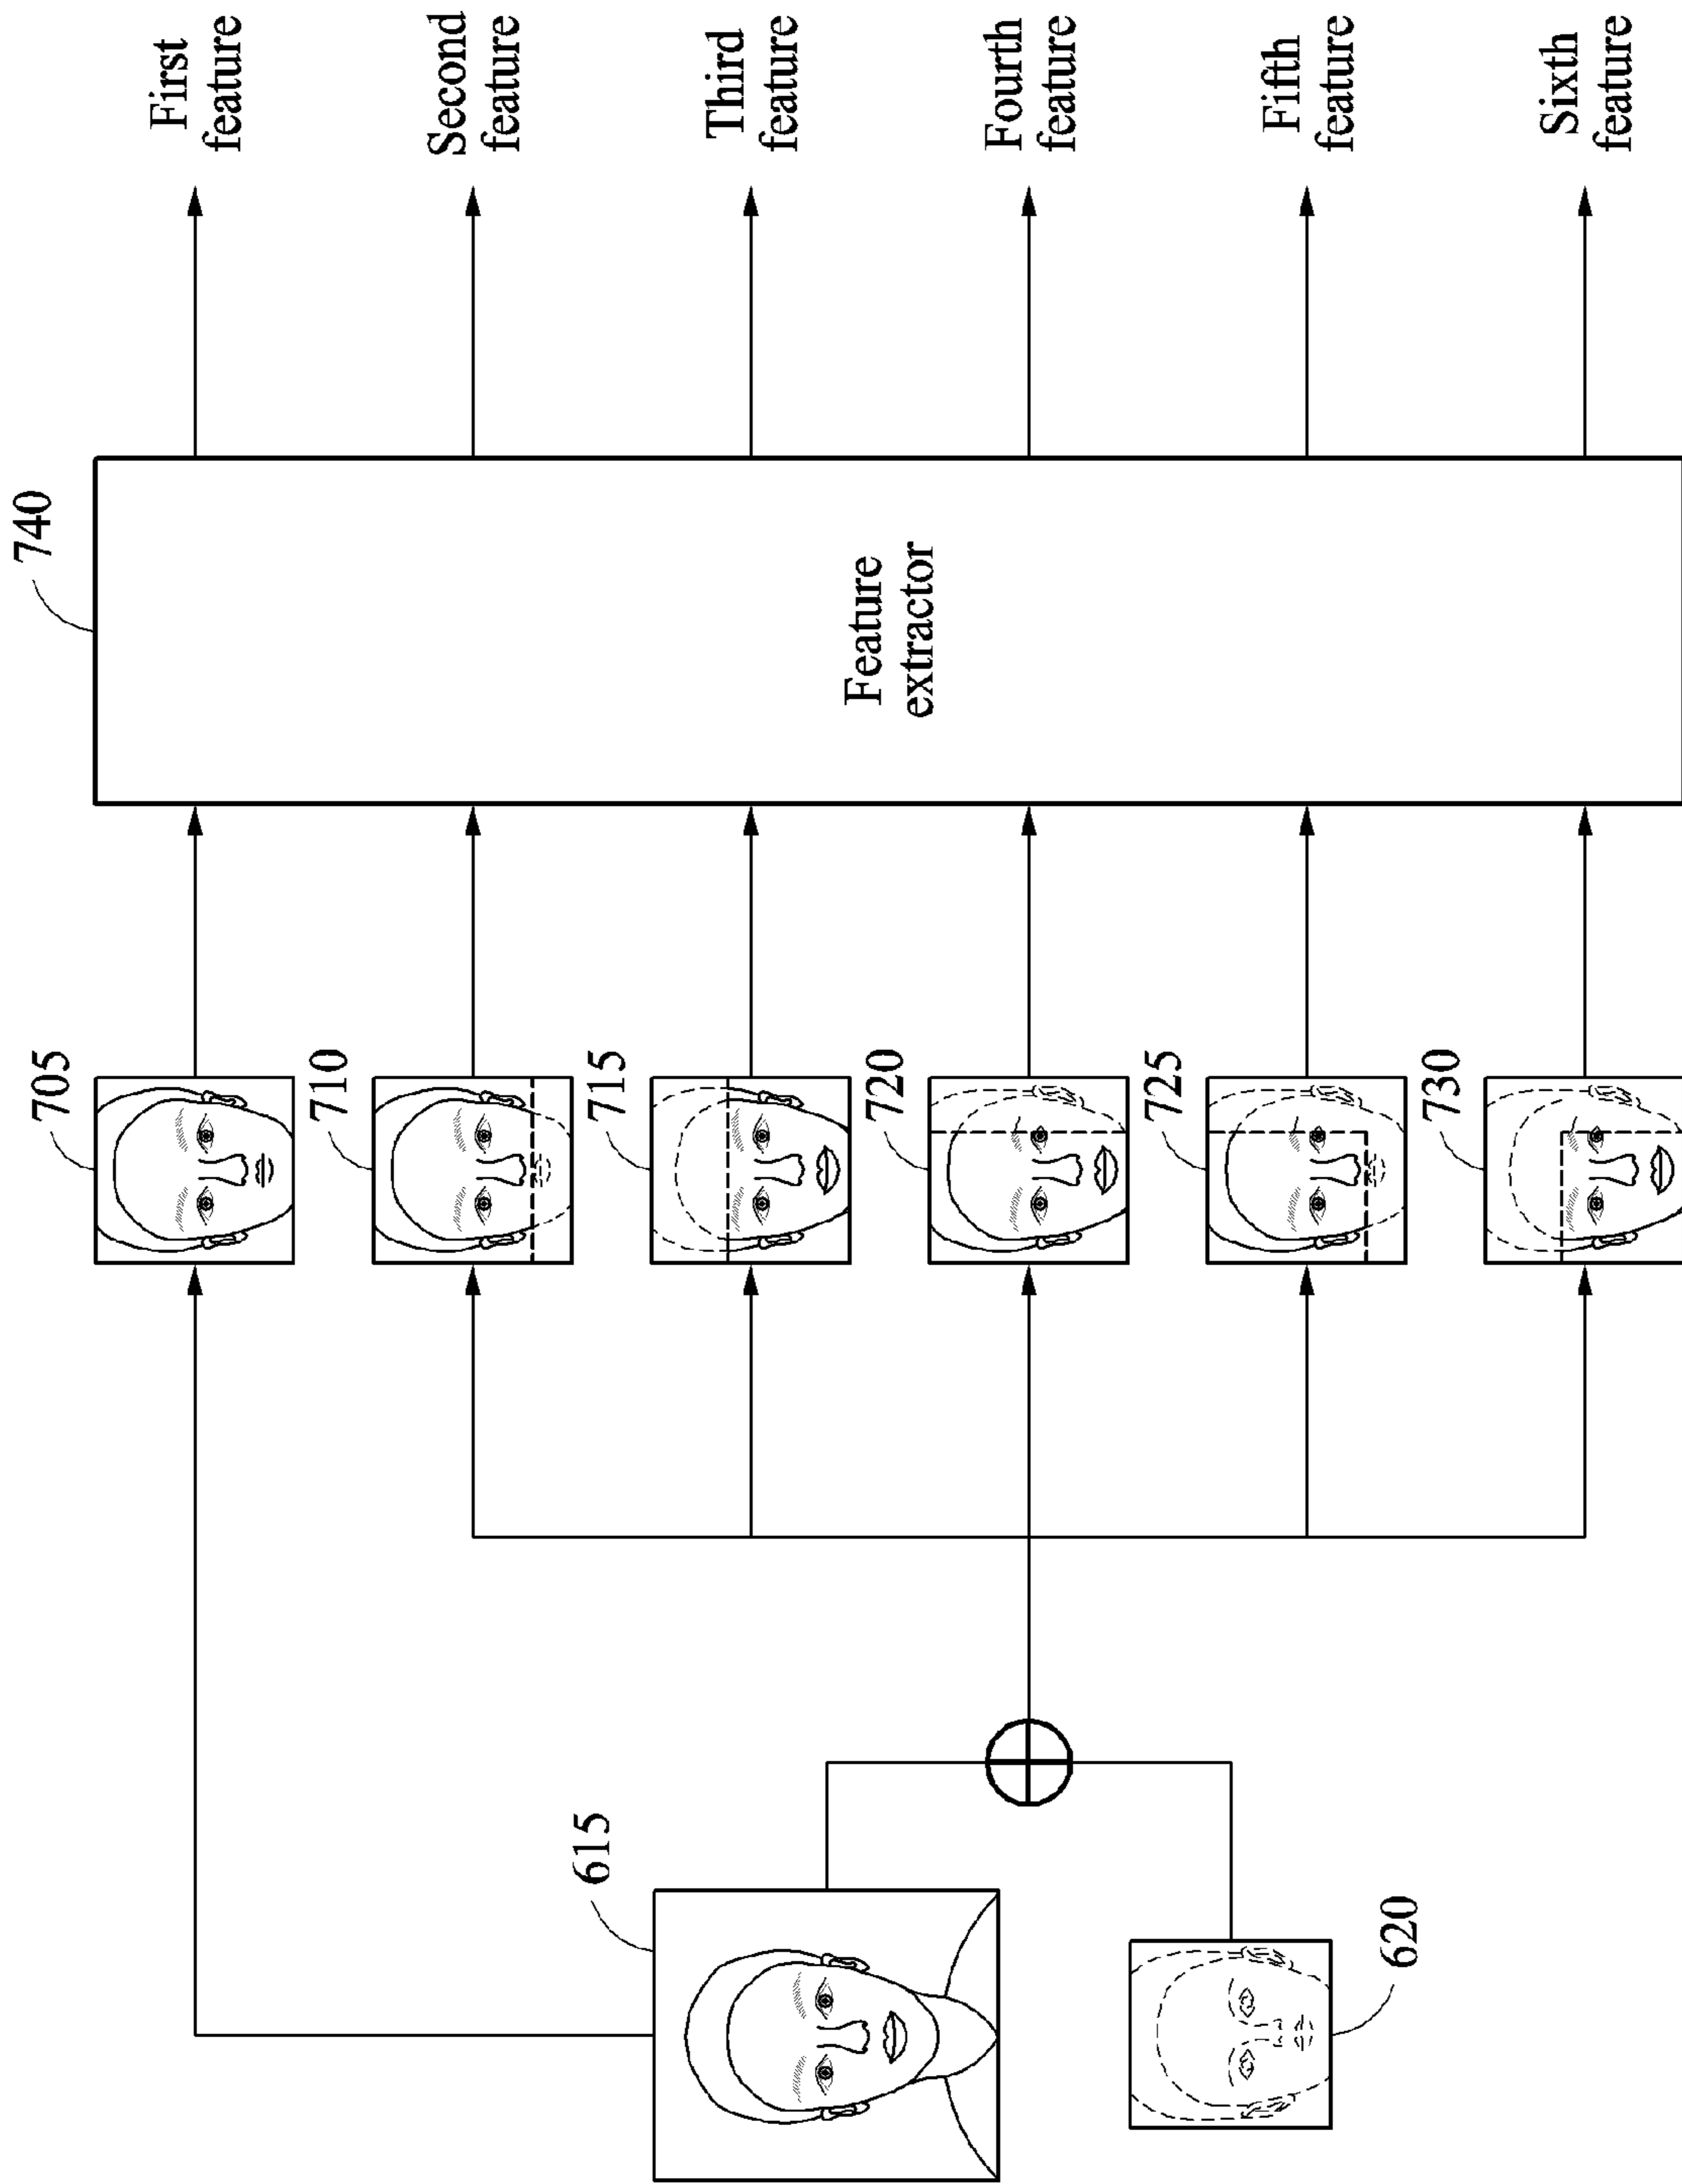 615
620
705
710
715
720
725
730
740
Feature
extractor
First
feature
Second
feature
Third
feature
Fourth
feature
Fifth
feature
Sixth
feature